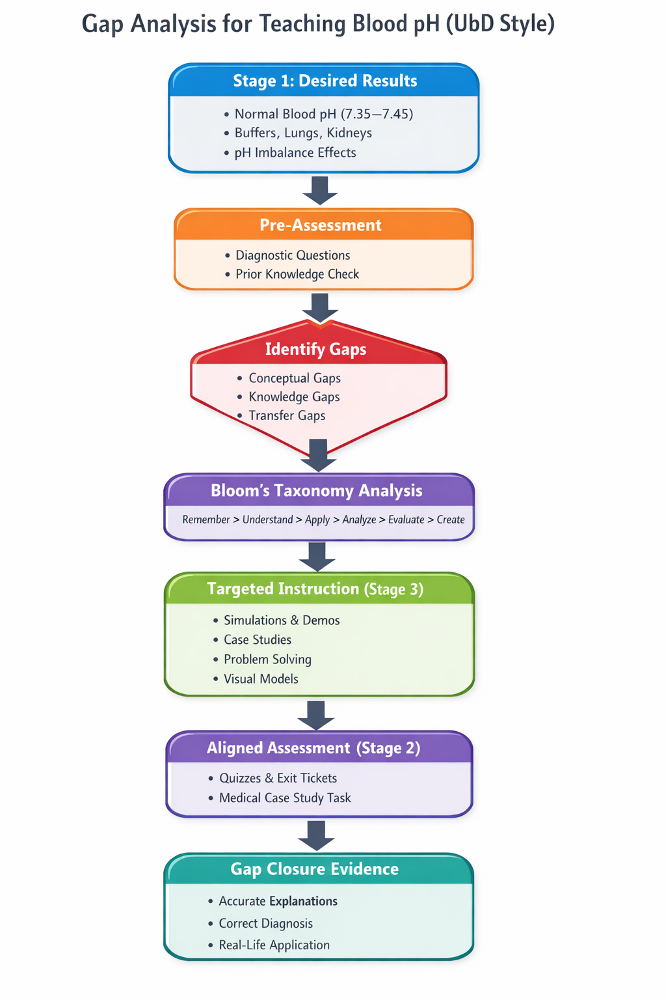 Gap Analysis for Teaching Blood pH (UbD Style)
Stage 1: Desired Results
• Normal Blood pH (7.35—7.45)
• Buffers, Lungs, Kidneys
• pH Imbalance Effects
Pre-Assessment
• Diagnostic Questions
• Prior Knowledge Check
Identify Gaps
• Conceptual Gaps
• Knowledge Gaps
• Transfer Gaps
Bloom's Taxonomy Analysis
Remember > Understand > Apply > Analyze > Evaluate > Create
Targeted Instruction (Stage 3)
• Simulations & Demos
• Case Studies
• Problem Solving
• Visual Models
Aligned Assessment (Stage 2)
• Quizzes & Exit Tickets
• Medical Case Study Task
Gap Closure Evidence
• Accurate Explanations
• Correct Diagnosis
• Real-Life Application